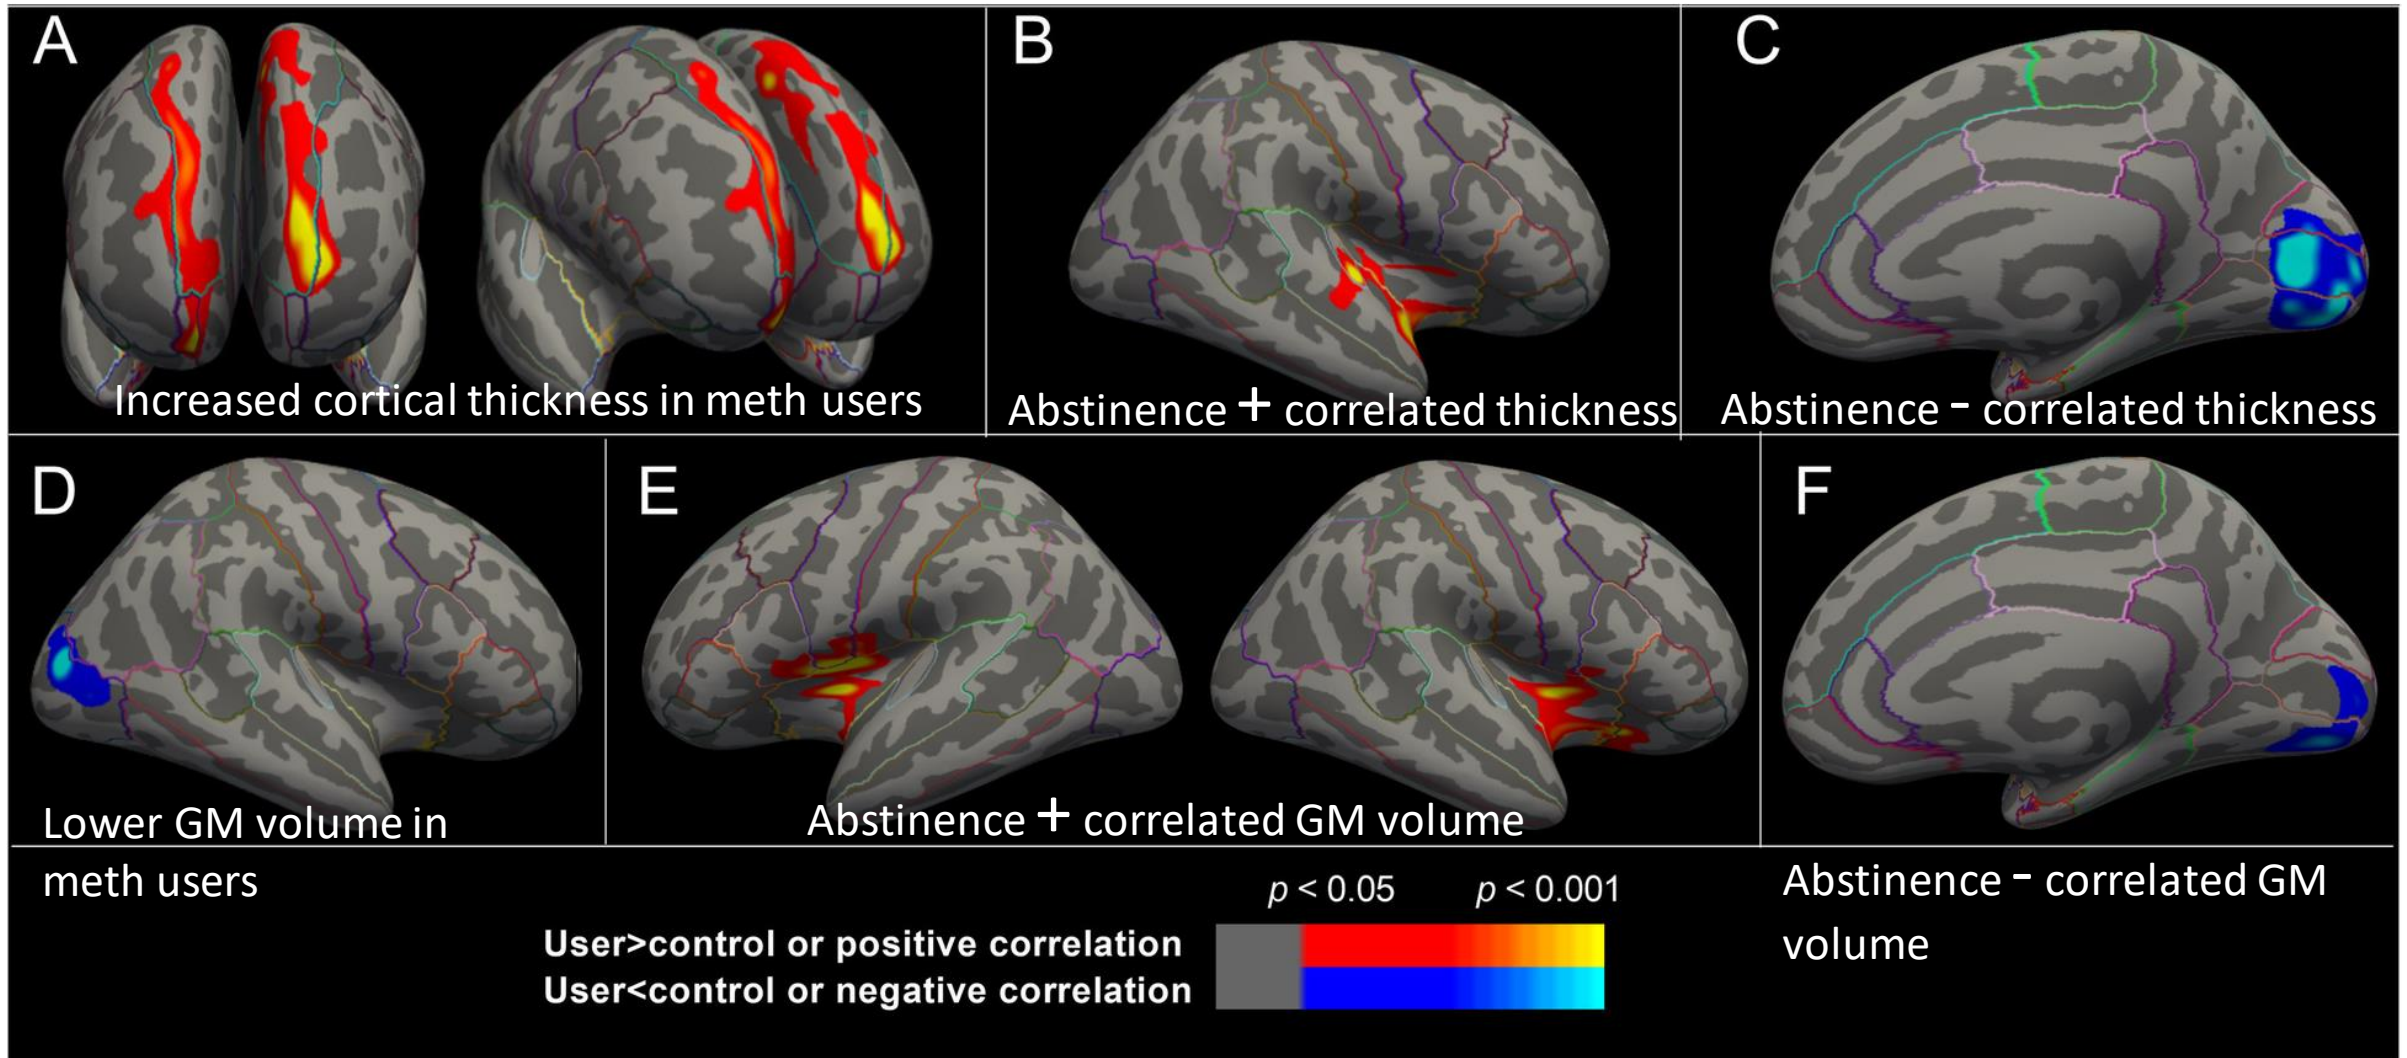 A
B
C
Increased cortical thickness in meth users
Abstinence + correlated thickness
Abstinence - correlated thickness
D
E
F
Lower GM volume in
meth users
Abstinence + correlated GM volume
Abstinence - correlated GM
volume
p < 0.05
p < 0.001
User>control or positive correlation
User<control or negative correlation